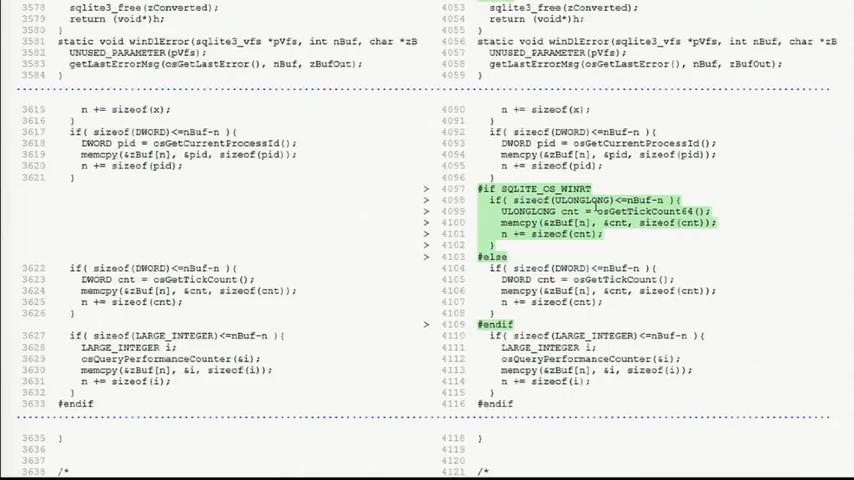 3578 sqlite3_free(zConverted);
3579 return (void*)h;
3580 }
3581 static void winDlError(sqlite3_vfs *pVfs, int nBuf, char *zB
3582 UNUSED_PARAMETER(pVfs);
3583 getLastErrorMsg(osGetLastError(), nBuf, zBufOut);
3584 }
3615 n += sizeof(x);
3616 }
3617 if( sizeof(DWORD)<=nBuf-n ){
3618 DWORD pid = osGetCurrentProcessId();
3619 memcpy(&zBuf[n], &pid, sizeof(pid));
3620 n += sizeof(pid);
3621 }
3622 if( sizeof(DWORD)<=nBuf-n ){
3623 DWORD cnt = osGetTickCount();
3624 memcpy(&zBuf[n], &cnt, sizeof(cnt));
3625 n += sizeof(cnt);
3626 }
3627 if( sizeof(LARGE_INTEGER)<=nBuf-n ){
3628 LARGE_INTEGER i;
3629 osQueryPerformanceCounter(&i);
3630 memcpy(&zBuf[n], &i, sizeof(i));
3631 n += sizeof(i);
3632 }
3633 #endif
3635 }
3636
3637
3638 /*
4053 sqlite3_free(zConverted);
4054 return (void*)h;
4055 }
4056 static void winDlError(sqlite3_vfs *pVfs, int nBuf, char *zB
4057 UNUSED_PARAMETER(pVfs);
4058 getLastErrorMsg(osGetLastError(), nBuf, zBufOut);
4059 }
4090 n += sizeof(x);
4091 }
4092 if( sizeof(DWORD)<=nBuf-n ){
4093 DWORD pid = osGetCurrentProcessId();
4094 memcpy(&zBuf[n], &pid, sizeof(pid));
4095 n += sizeof(pid);
4096 }
> 4097 #if SQLITE_OS_WINRT
> 4098 if( sizeof(ULONGLONG)<=nBuf-n ){
> 4099 ULONGLONG cnt = osGetTickCount64();
> 4100 memcpy(&zBuf[n], &cnt, sizeof(cnt));
> 4101 n += sizeof(cnt);
> 4102 }
> 4103 #else
4104 if( sizeof(DWORD)<=nBuf-n ){
4105 DWORD cnt = osGetTickCount();
4106 memcpy(&zBuf[n], &cnt, sizeof(cnt));
4107 n += sizeof(cnt);
4108 }
> 4109 #endif
4110 if( sizeof(LARGE_INTEGER)<=nBuf-n ){
4111 LARGE_INTEGER i;
4112 osQueryPerformanceCounter(&i);
4113 memcpy(&zBuf[n], &i, sizeof(i));
4114 n += sizeof(i);
4115 }
4116 #endif
4118 }
4119
4120
4121 /*